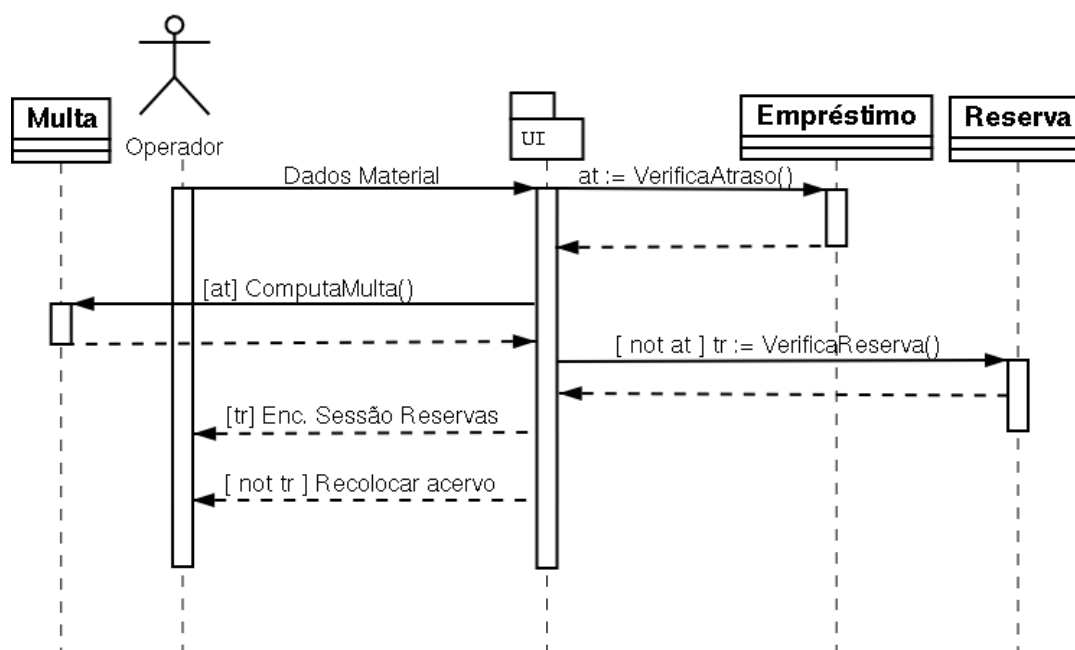 Multa
Operador
UI
Empréstimo
Reserva
Dados Material
at := VerificaAtraso()
[at] ComputaMulta()
[ not at ] tr := VerificaReserva()
[tr] Enc. Sessão Reservas
[ not tr ] Recolocar acervo